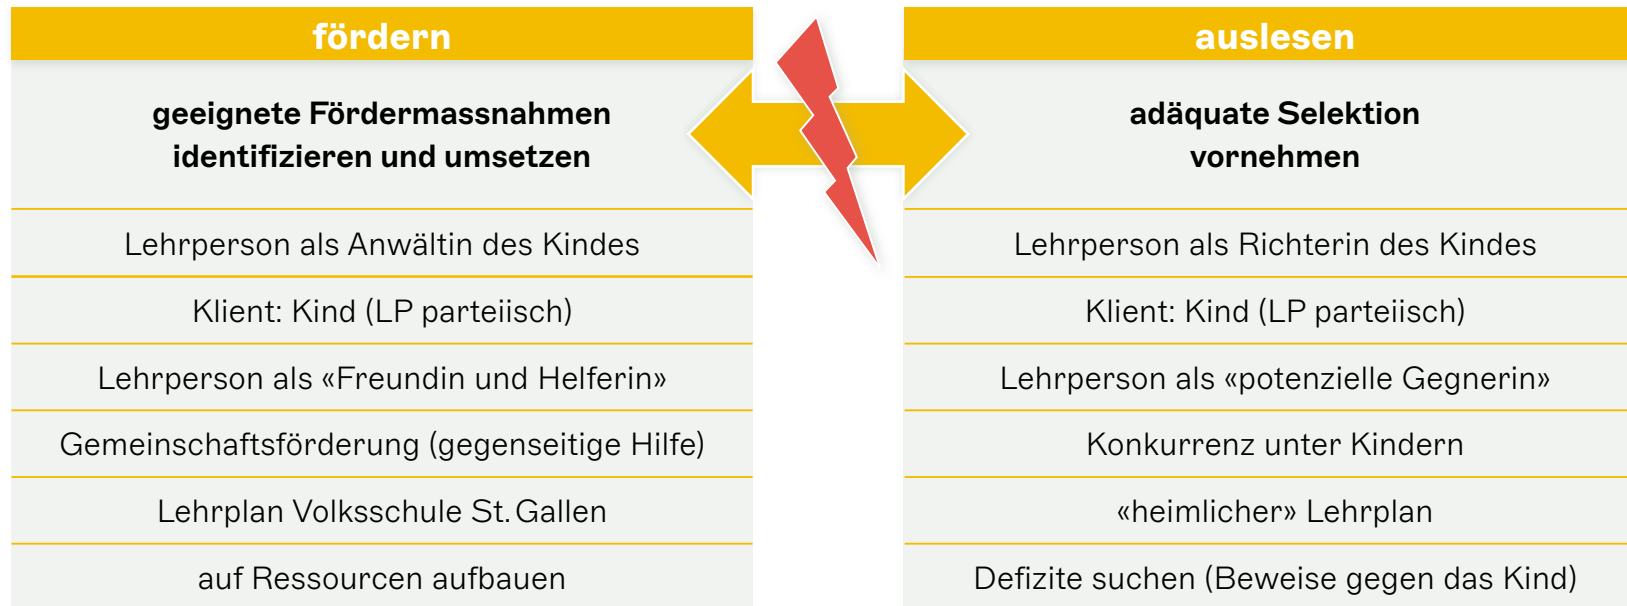 fördern
geeignete Fördermassnahmen
identifizieren und umsetzen
Lehrperson als Anwältin des Kindes
Klient: Kind (LP parteiisch)
Lehrperson als «Freundin und Helferin»
Gemeinschaftsförderung (gegenseitige Hilfe)
Lehrplan Volksschule St. Gallen
auf Ressourcen aufbauen
auslesen
adäquate Selektion
vornehmen
Lehrperson als Richterin des Kindes
Klient: Kind (LP parteiisch)
Lehrperson als «potenzielle Gegnerin»
Konkurrenz unter Kindern
«heimlicher» Lehrplan
Defizite suchen (Beweise gegen das Kind)